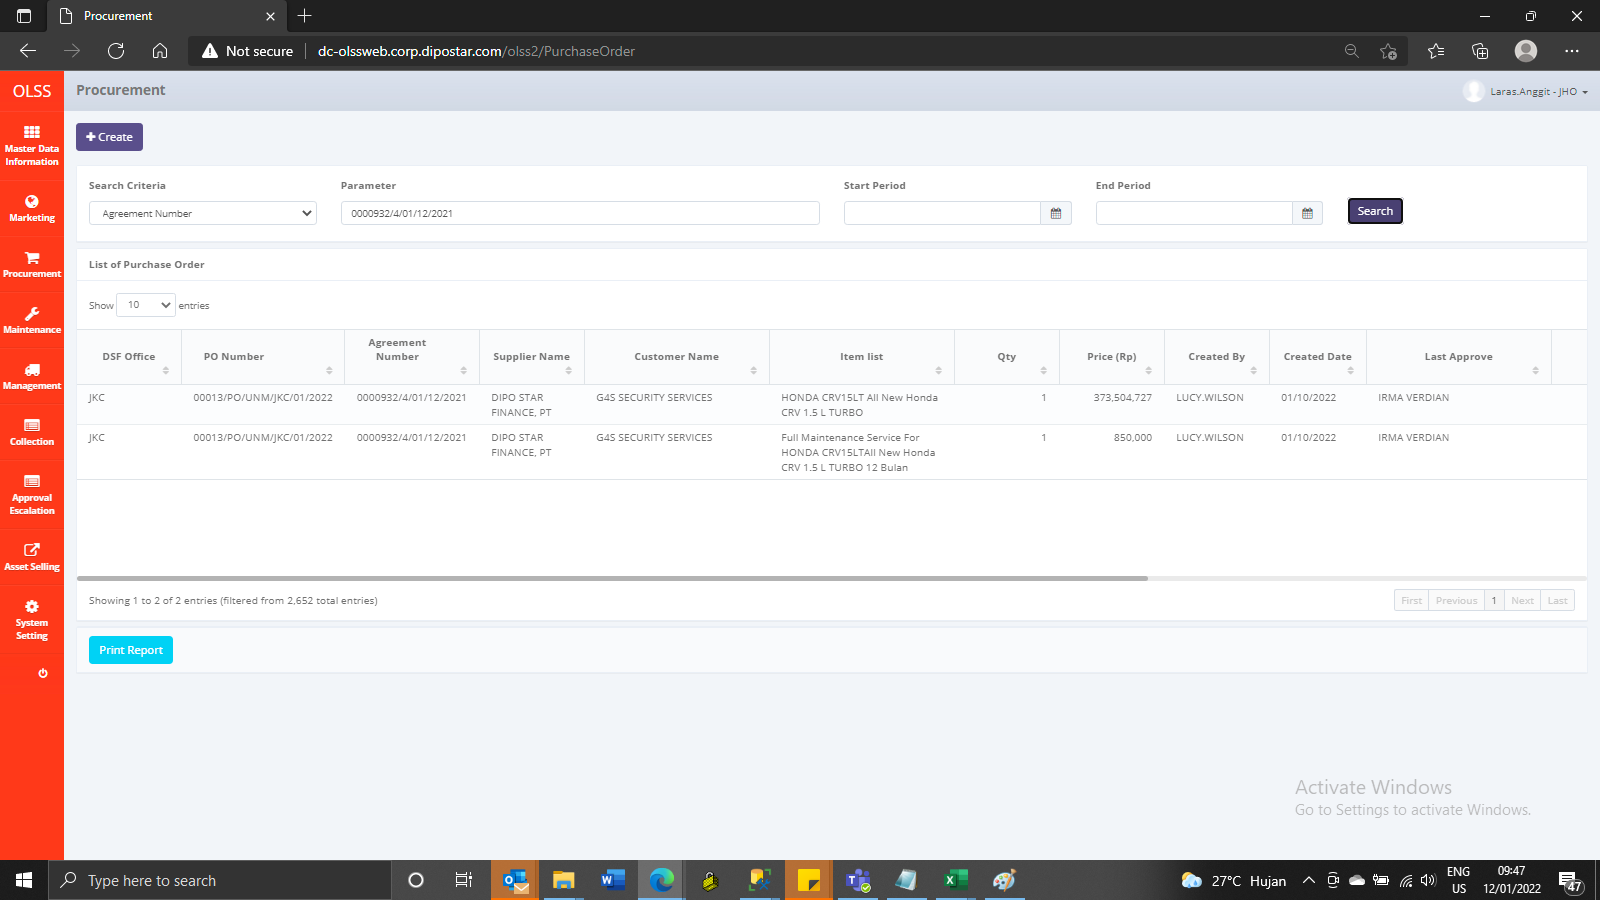 Procurement
Not secure
dc-olssweb.corp.dipostar.com/olss2/PurchaseOrder
OLSS
Procurement
Laras.Anggit - JHO
Master Data
Information
Marketing
Procurement
Maintenance
Management
Collection
Approval
Escalation
Asset Selling
System
Setting
Create
Search Criteria
Parameter
Start Period
End Period
Agreement Number
0000932/4/01/12/2021
Search
List of Purchase Order
Show 10 entries
DSF Office
PO Number
Agreement
Number
Supplier Name
Customer Name
Item list
Qty
Price (Rp)
Created By
Created Date
Last Approve
JKC
00013/PO/UNM/JKC/01/2022
0000932/4/01/12/2021
DIPO STAR
FINANCE, PT
G4S SECURITY SERVICES
HONDA CRV15LT All New Honda
CRV 1.5 L TURBO
1
373,504,727
LUCY.WILSON
01/10/2022
IRMA VERDIAN
JKC
00013/PO/UNM/JKC/01/2022
0000932/4/01/12/2021
DIPO STAR
FINANCE, PT
G4S SECURITY SERVICES
Full Maintenance Service For
HONDA CRV15LTAll New Honda
CRV 1.5 L TURBO 12 Bulan
1
850,000
LUCY.WILSON
01/10/2022
IRMA VERDIAN
Showing 1 to 2 of 2 entries (filtered from 2,652 total entries)
First
Previous
1
Next
Last
Print Report
Activate Windows
Go to Settings to activate Windows.
Type here to search
27°C Hujan
ENG
US
09:47
12/01/2022
47